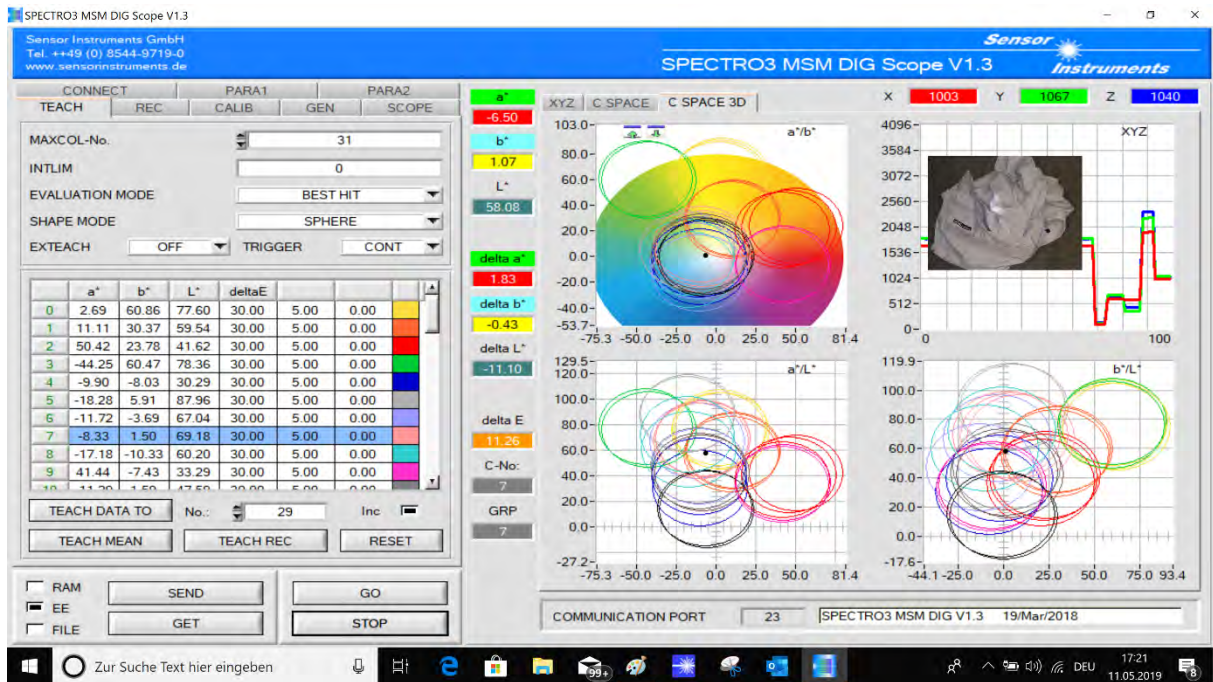 SPECTRO3 MSM DIG Scope V1.3
Sensor Instruments GmbH
Tel. ++49 (0) 8544-9719-0
www.sensorinstruments.de
SPECTRO3 MSM DIG Scope V1.3
Sensor
Instruments
CONNECT PARA1 PARA2
TEACH REC CALIB GEN SCOPE
MAXCOL-No. 31
INTLIM 0
EVALUATION MODE BEST HIT
SHAPE MODE SPHERE
EXTEACH OFF TRIGGER CONT
a* b* L* deltaE
0 2.69 60.86 77.60 30.00 5.00 0.00
1 11.11 30.37 59.54 30.00 5.00 0.00
2 50.42 23.78 41.62 30.00 5.00 0.00
3 -44.25 60.47 78.36 30.00 5.00 0.00
4 -9.90 -8.03 30.29 30.00 5.00 0.00
5 -18.28 5.91 87.96 30.00 5.00 0.00
6 -11.72 -3.69 67.04 30.00 5.00 0.00
7 -8.33 1.50 69.18 30.00 5.00 0.00
8 -17.18 -10.33 60.20 30.00 5.00 0.00
9 41.44 -7.43 33.29 30.00 5.00 0.00
TEACH DATA TO No.: 29 Inc
TEACH MEAN TEACH REC RESET
RAM
EE
FILE
SEND GO
GET STOP
a*
-6.50
b*
1.07
L*
58.08
delta a*
1.83
delta b*
-0.43
delta L*
-11.10
delta E
11.26
C-No:
7
GRP
7
XYZ C SPACE C SPACE 3D
X 1003 Y 1067 Z 1040
a*/b*
103.0-
80.0-
60.0-
40.0-
20.0-
0.0-
-20.0-
-40.0-
-53.7-
-75.3 -50.0 -25.0 0.0 25.0 50.0 81.4
XYZ
4096-
3584-
3072-
2560-
2048-
1536-
1024-
512-
0-
0 100
a*/L*
129.5-
120.0-
100.0-
80.0-
60.0-
40.0-
20.0-
0.0-
-27.2-
-75.3 -50.0 -25.0 0.0 25.0 50.0 81.4
b*/L*
119.9-
100.0-
80.0-
60.0-
40.0-
20.0-
0.0-
-17.6-
-44.1 -25.0 0.0 25.0 50.0 75.0 93.4
COMMUNICATION PORT 23 SPECTRO3 MSM DIG V1.3 19/Mar/2018
Zur Suche Text hier eingeben
99+
DEU
17:21
11.05.2019
8